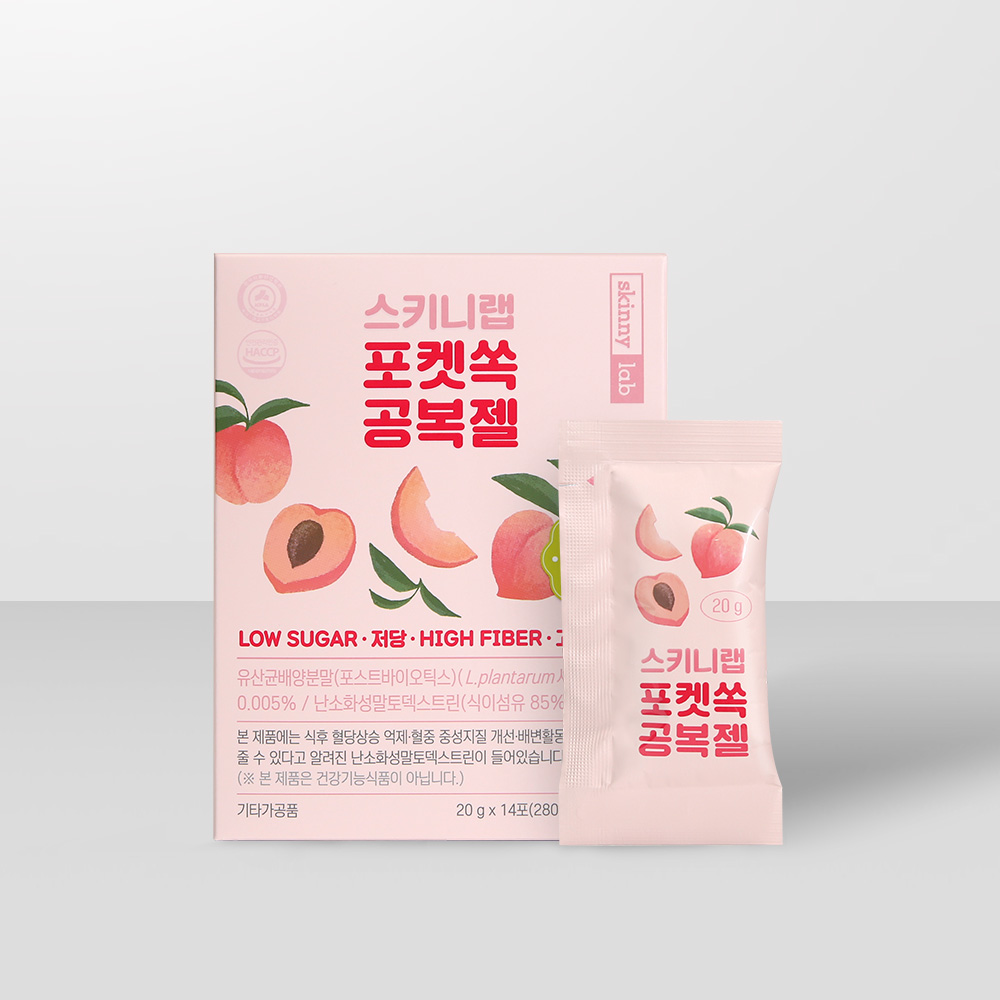 HACCP
skinny lab
스키니랩
포켓쏙
공복젤
LOW SUGAR · 저당 · HIGH FIBER ·
유산균배양분말(포스트바이오틱스)( L.plantarum
0.005% / 난소화성말토덱스트린(식이섬유 85%
본 제품에는 식후 혈당상승 억제·혈중 중성지질 개선·배변활동
줄 수 있다고 알려진 난소화성말토덱스트린이 들어있습니다
(※ 본 제품은 건강기능식품이 아닙니다.)
기타가공품
20 g x 14포(280
20 g
스키니랩
포켓쏙
공복젤